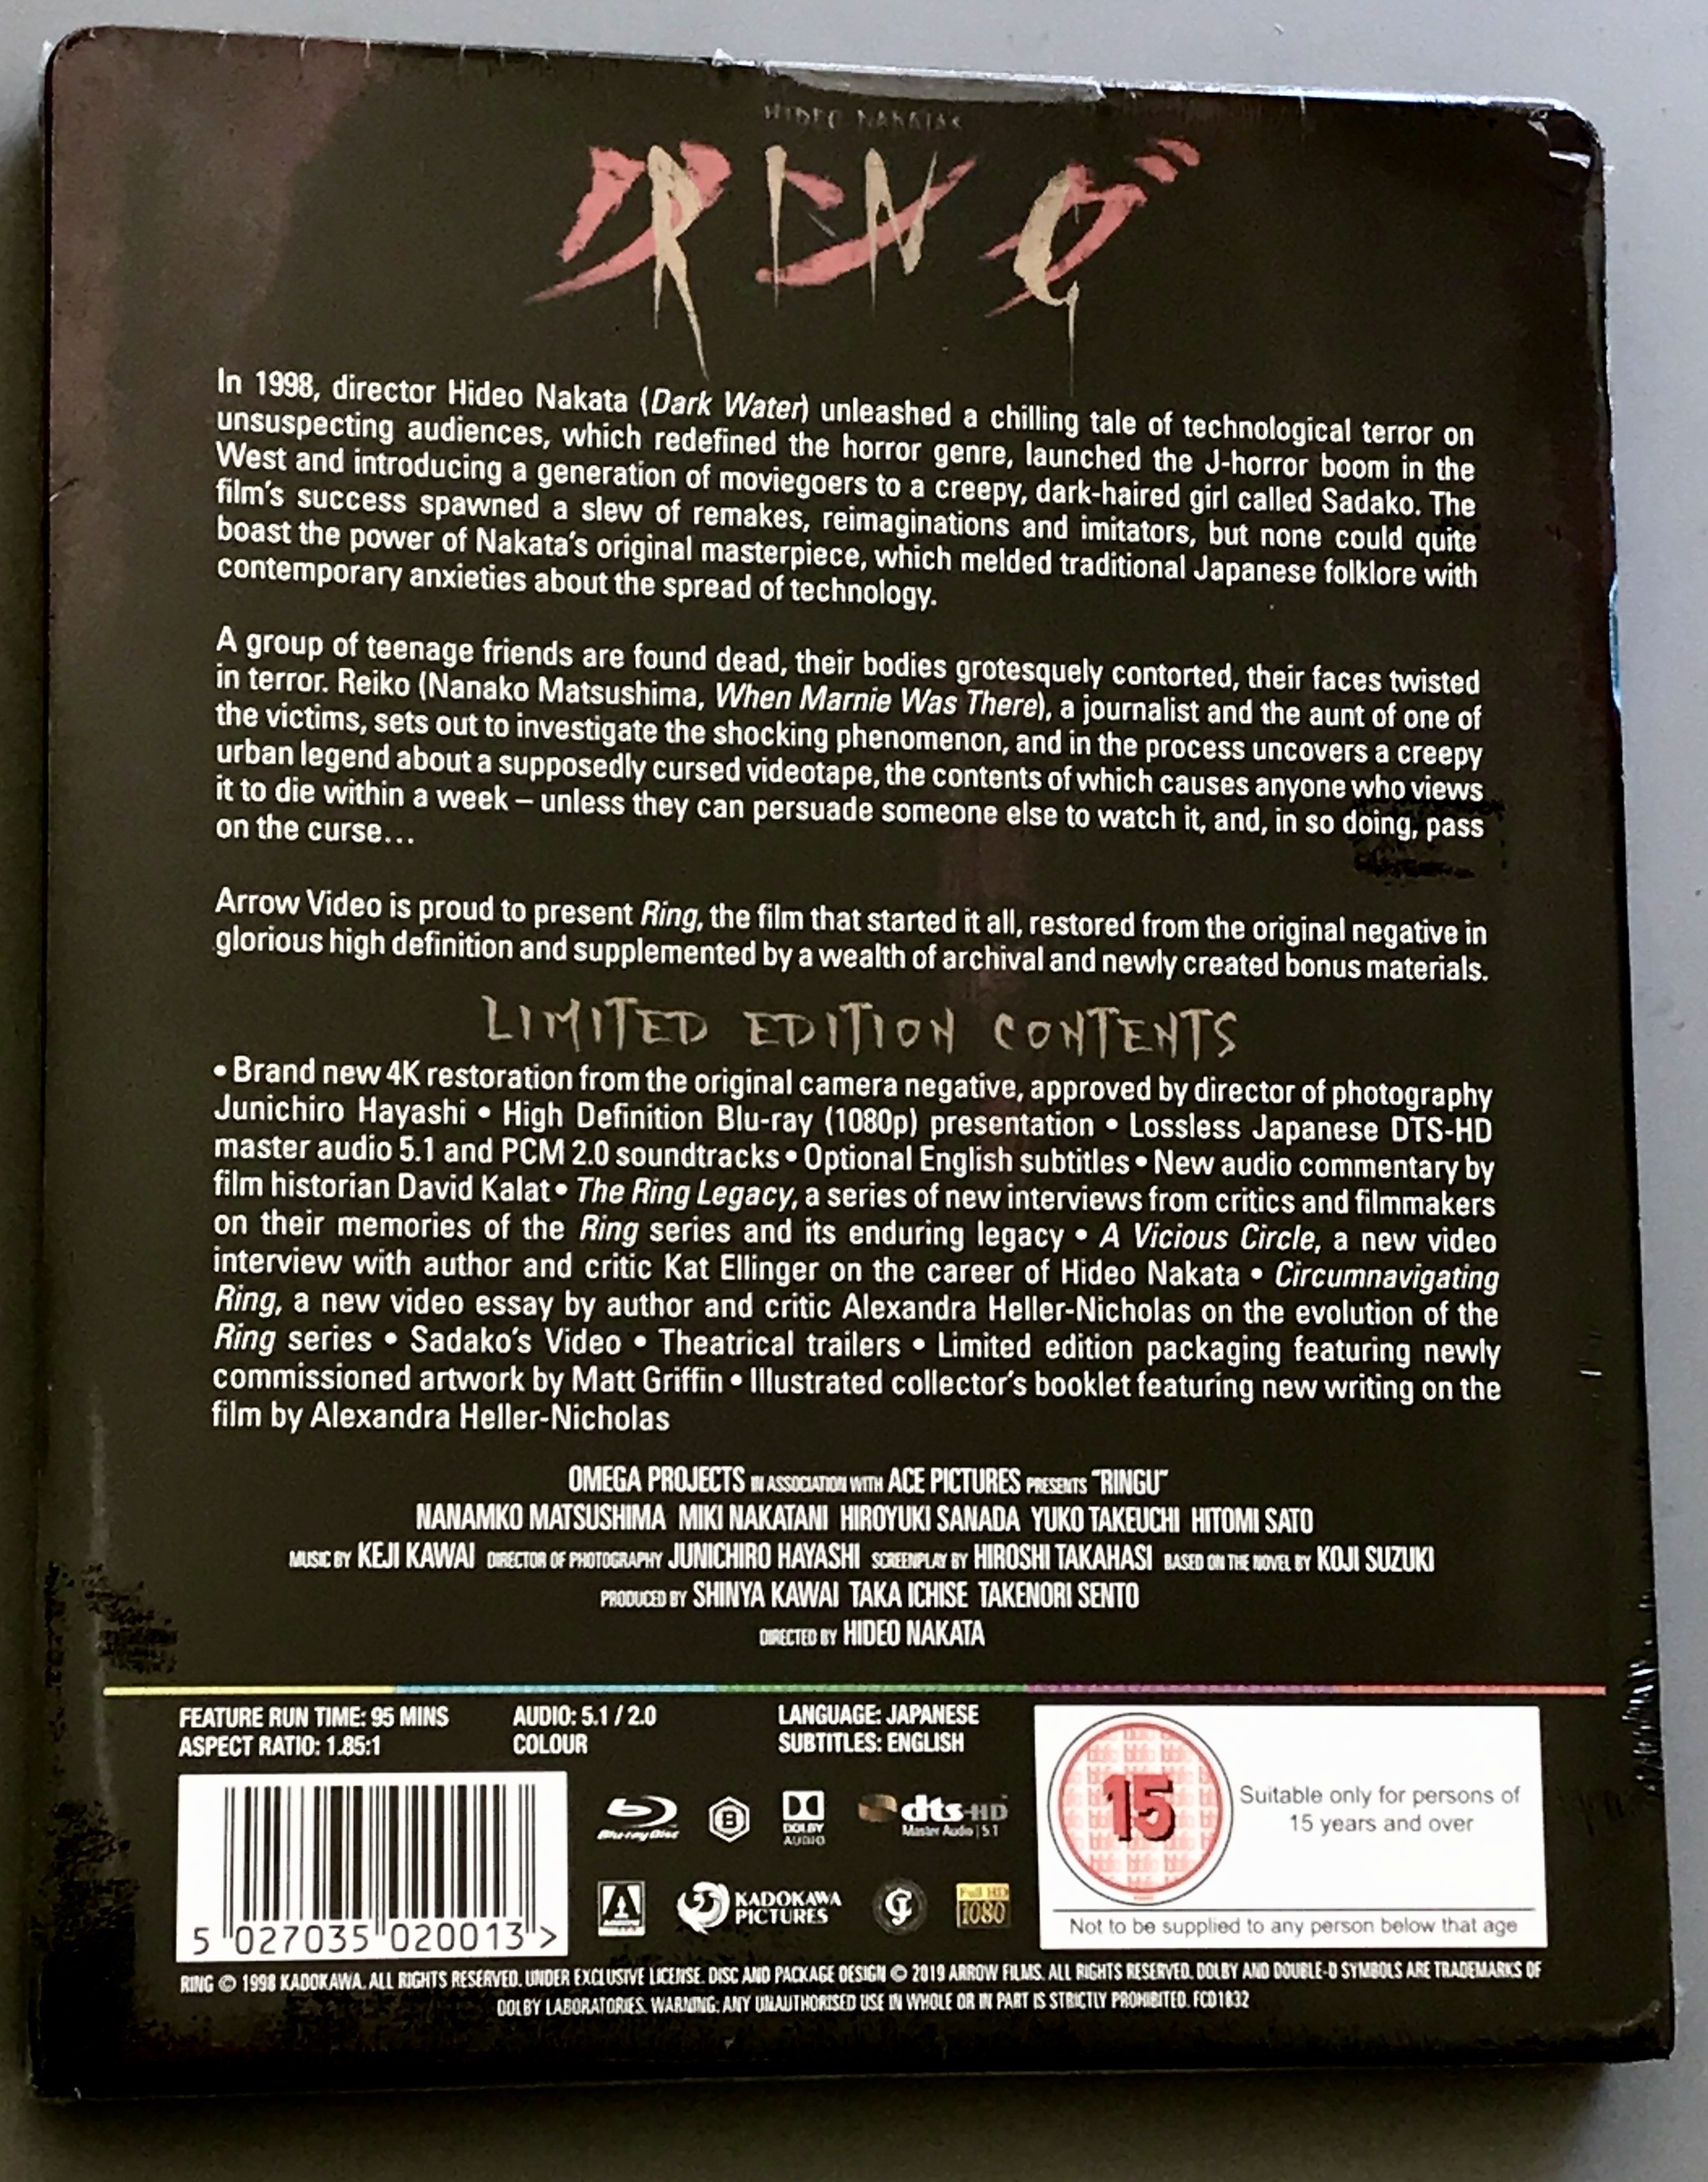 HIDEO NAKATA'S
リング
RING
In 1998, director Hideo Nakata (Dark Water) unleashed a chilling tale of technological terror on
unsuspecting audiences, which redefined the horror genre, launched the J-horror boom in the
West and introducing a generation of moviegoers to a creepy, dark-haired girl called Sadako. The
film's success spawned a slew of remakes, reimaginations and imitators, but none could quite
boast the power of Nakata's original masterpiece, which melded traditional Japanese folklore with
contemporary anxieties about the spread of technology.
A group of teenage friends are found dead, their bodies grotesquely contorted, their faces twisted
in terror. Reiko (Nanako Matsushima, When Marnie Was There), a journalist and the aunt of one of
the victims, sets out to investigate the shocking phenomenon, and in the process uncovers a creepy
urban legend about a supposedly cursed videotape, the contents of which causes anyone who views
it to die within a week – unless they can persuade someone else to watch it, and, in so doing, pass
on the curse...
Arrow Video is proud to present Ring, the film that started it all, restored from the original negative in
glorious high definition and supplemented by a wealth of archival and newly created bonus materials.
LIMITED EDITION CONTENTS
• Brand new 4K restoration from the original camera negative, approved by director of photography
Junichiro Hayashi • High Definition Blu-ray (1080p) presentation • Lossless Japanese DTS-HD
master audio 5.1 and PCM 2.0 soundtracks • Optional English subtitles • New audio commentary by
film historian David Kalat • The Ring Legacy, a series of new interviews from critics and filmmakers
on their memories of the Ring series and its enduring legacy • A Vicious Circle, a new video
interview with author and critic Kat Ellinger on the career of Hideo Nakata • Circumnavigating
Ring, a new video essay by author and critic Alexandra Heller-Nicholas on the evolution of the
Ring series • Sadako's Video • Theatrical trailers • Limited edition packaging featuring newly
commissioned artwork by Matt Griffin • Illustrated collector's booklet featuring new writing on the
film by Alexandra Heller-Nicholas
OMEGA PROJECTS IN ASSOCIATION WITH ACE PICTURES PRESENTS "RINGU"
NANAMKO MATSUSHIMA MIKI NAKATANI HIROYUKI SANADA YUKO TAKEUCHI HITOMI SATO
MUSIC BY KEJI KAWAI DIRECTOR OF PHOTOGRAPHY JUNICHIRO HAYASHI SCREENPLAY BY HIROSHI TAKAHASI BASED ON THE NOVEL BY KOJI SUZUKI
PRODUCED BY SHINYA KAWAI TAKA ICHISE TAKENORI SENTO
DIRECTED BY HIDEO NAKATA
FEATURE RUN TIME: 95 MINS AUDIO: 5.1 / 2.0 LANGUAGE: JAPANESE
ASPECT RATIO: 1.85:1 COLOUR SUBTITLES: ENGLISH
15
Suitable only for persons of
15 years and over
Not to be supplied to any person below that age
Blu-ray Disc B DOLBY AUDIO dts-HD Master Audio | 5.1
KADOKAWA PICTURES Full HD 1080
5 027035 020013 >
RING © 1998 KADOKAWA. ALL RIGHTS RESERVED. UNDER EXCLUSIVE LICENSE. DISC AND PACKAGE DESIGN © 2019 ARROW FILMS. ALL RIGHTS RESERVED. DOLBY AND DOUBLE-D SYMBOLS ARE TRADEMARKS OF
DOLBY LABORATORIES. WARNING: ANY UNAUTHORISED USE IN WHOLE OR IN PART IS STRICTLY PROHIBITED. FCD1832